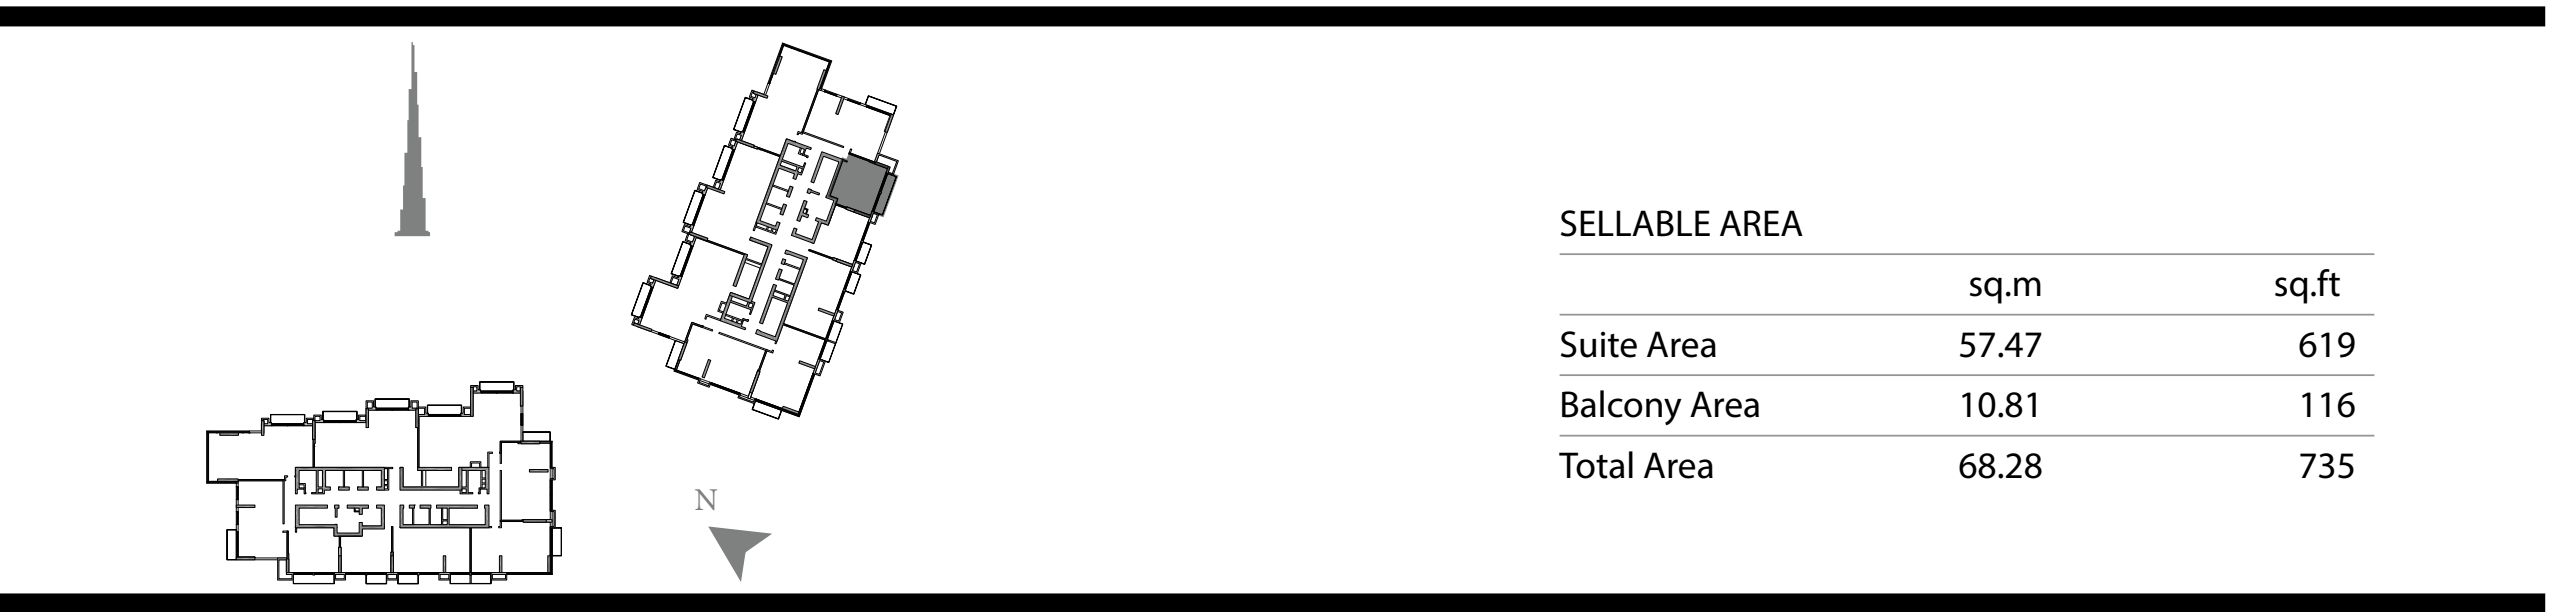 SELLABLE AREA
sq.m sq.ft
Suite Area 57.47 619
Balcony Area 10.81 116
Total Area 68.28 735
N